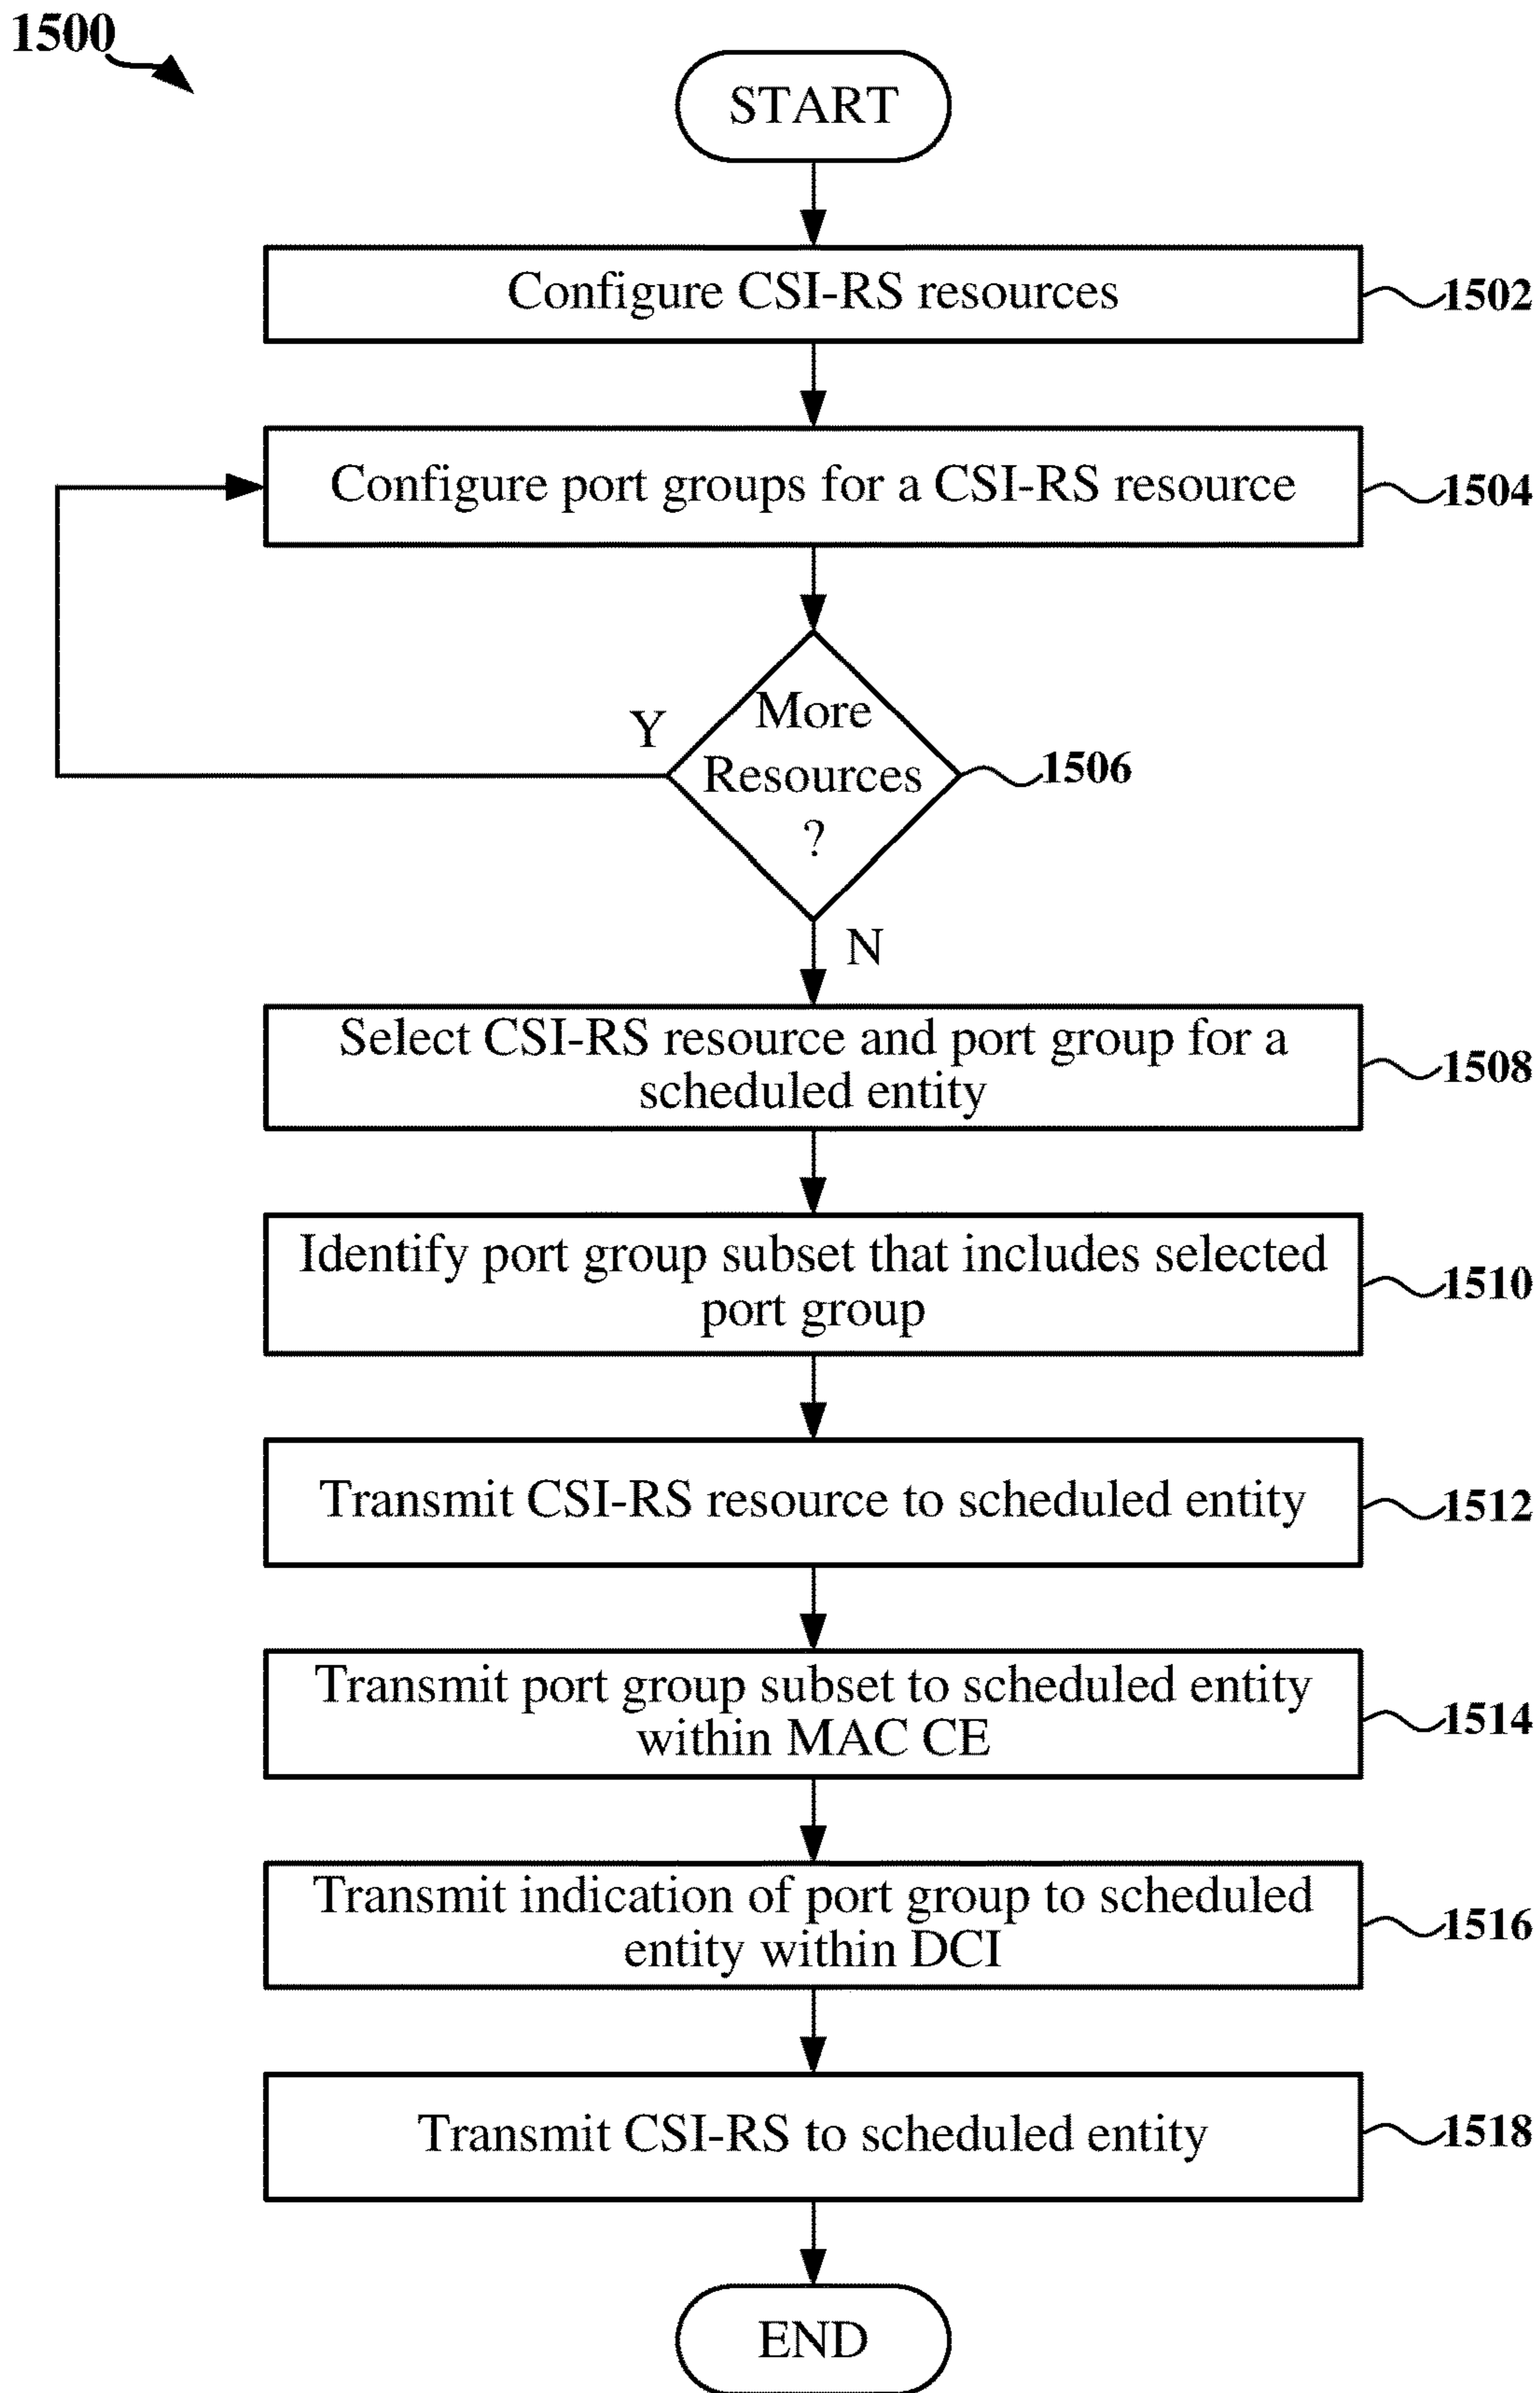 1500
START
Configure CSI-RS resources
1502
Configure port groups for a CSI-RS resource
1504
More
Resources
?
1506
Y
N
Select CSI-RS resource and port group for a
scheduled entity
1508
Identify port group subset that includes selected
port group
1510
Transmit CSI-RS resource to scheduled entity
1512
Transmit port group subset to scheduled entity
within MAC CE
1514
Transmit indication of port group to scheduled
entity within DCI
1516
Transmit CSI-RS to scheduled entity
1518
END